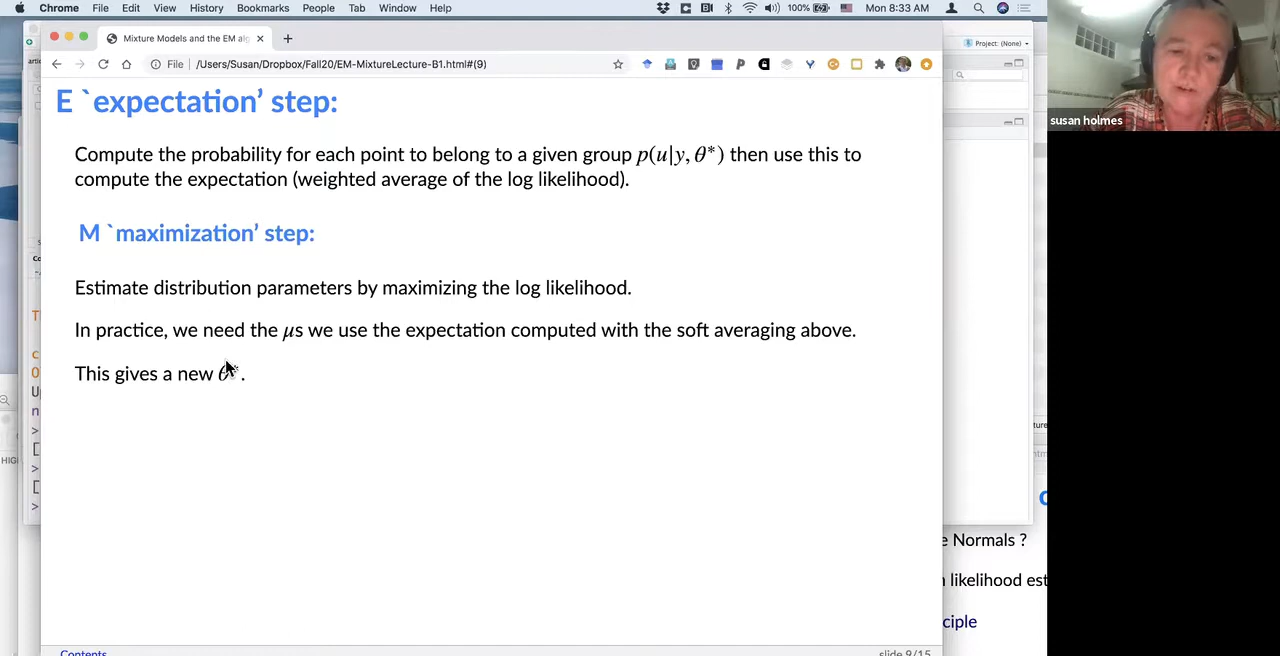 Chrome File Edit View History Bookmarks People Tab Window Help 100% Mon 8:33 AM
Mixture Models and the EM alg
Project: (None)
File /Users/Susan/Dropbox/Fall20/EM-MixtureLecture-B1.html#(9)
susan holmes
E `expectation’ step:
Compute the probability for each point to belong to a given group p(u|y, θ*) then use this to
compute the expectation (weighted average of the log likelihood).
M `maximization’ step:
Estimate distribution parameters by maximizing the log likelihood.
In practice, we need the μs we use the expectation computed with the soft averaging above.
This gives a new θ*.
e Normals ?
likelihood est
ciple
Contents
slide 9/15